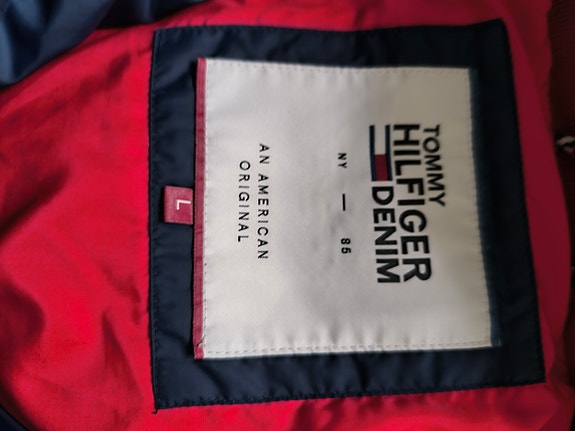 TOMMY
HILFIGER
DENIM
NY — 85
AN AMERICAN
ORIGINAL
L